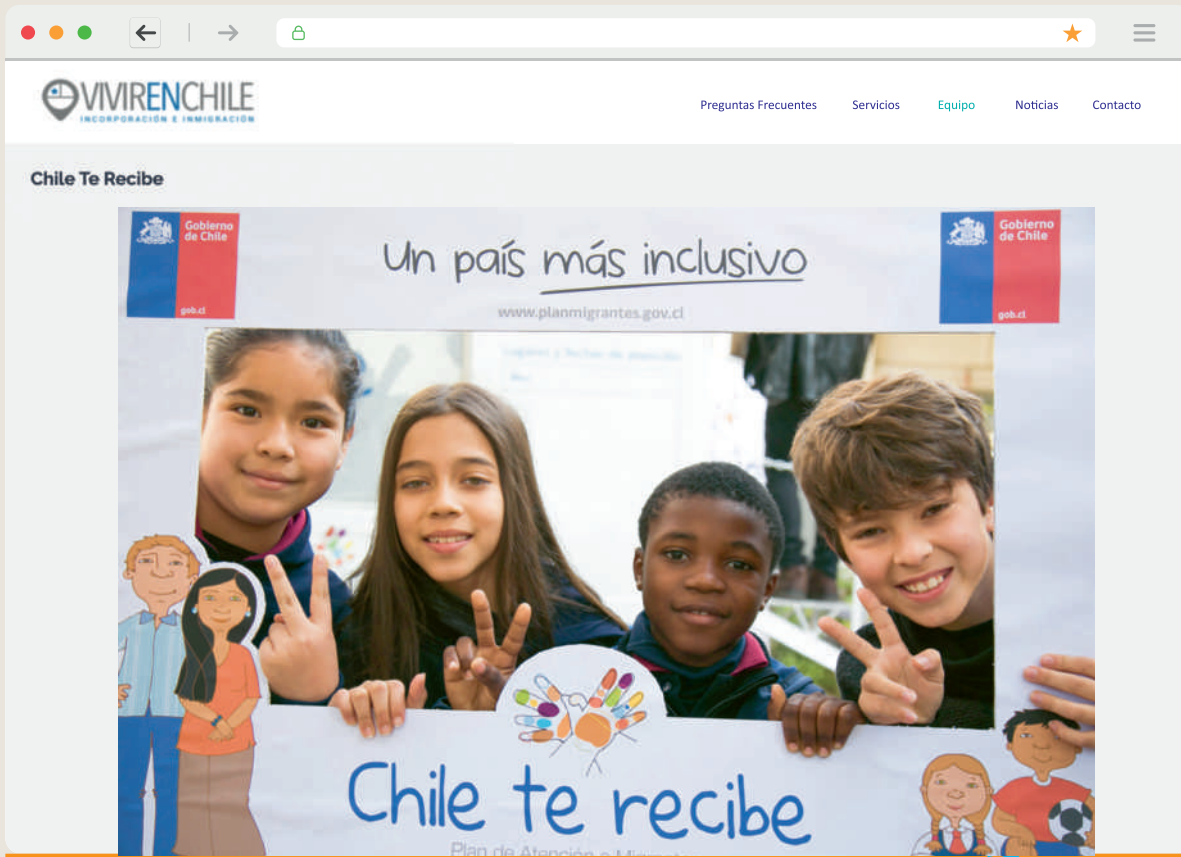 VIVIRENCHILE
INCORPORACIÓN E INMIGRACIÓN
Preguntas Frecuentes Servicios Equipo Noticias Contacto
Chile Te Recibe
Gobierno
de Chile
gob.cl
Un país más inclusivo
www.planmigrantes.gov.cl
Gobierno
de Chile
gob.cl
Chile te recibe
Plan de Atención a